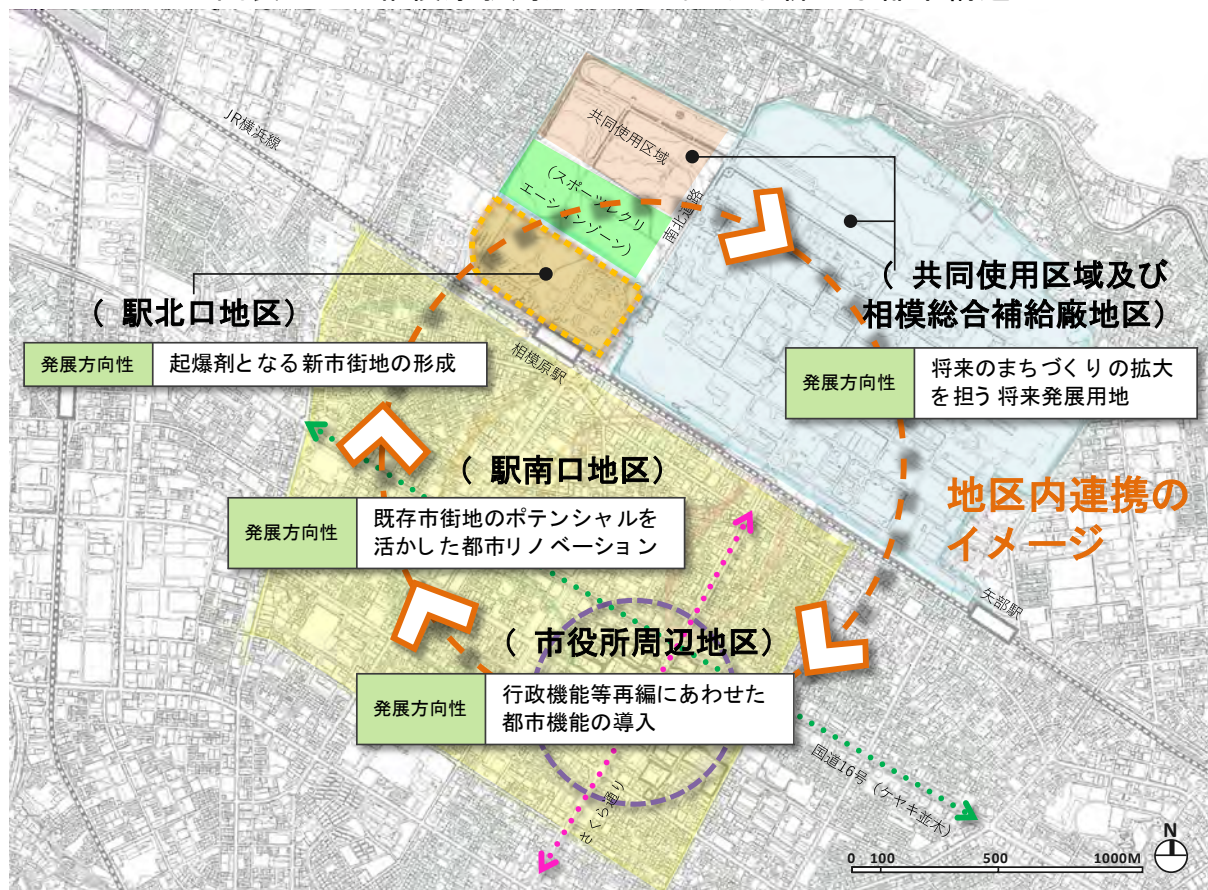 JR横浜線
共同使用区域
(スポーツレクリ
エーションゾーン)
南北道路
( 駅北口地区)
発展方向性
起爆剤となる新市街地の形成
相模原駅
( 共同使用区域及び
相模総合補給廠地区)
発展方向性
将来のまちづくりの拡大
を担う将来発展用地
( 駅南口地区)
発展方向性
既存市街地のポテンシャルを
活かした都市リノベーション
地区内連携の
イメージ
矢部駅
( 市役所周辺地区)
発展方向性
行政機能等再編にあわせた
都市機能の導入
国道16号(ケヤキ並木)
さくら通り
N
0 100 500 1000M